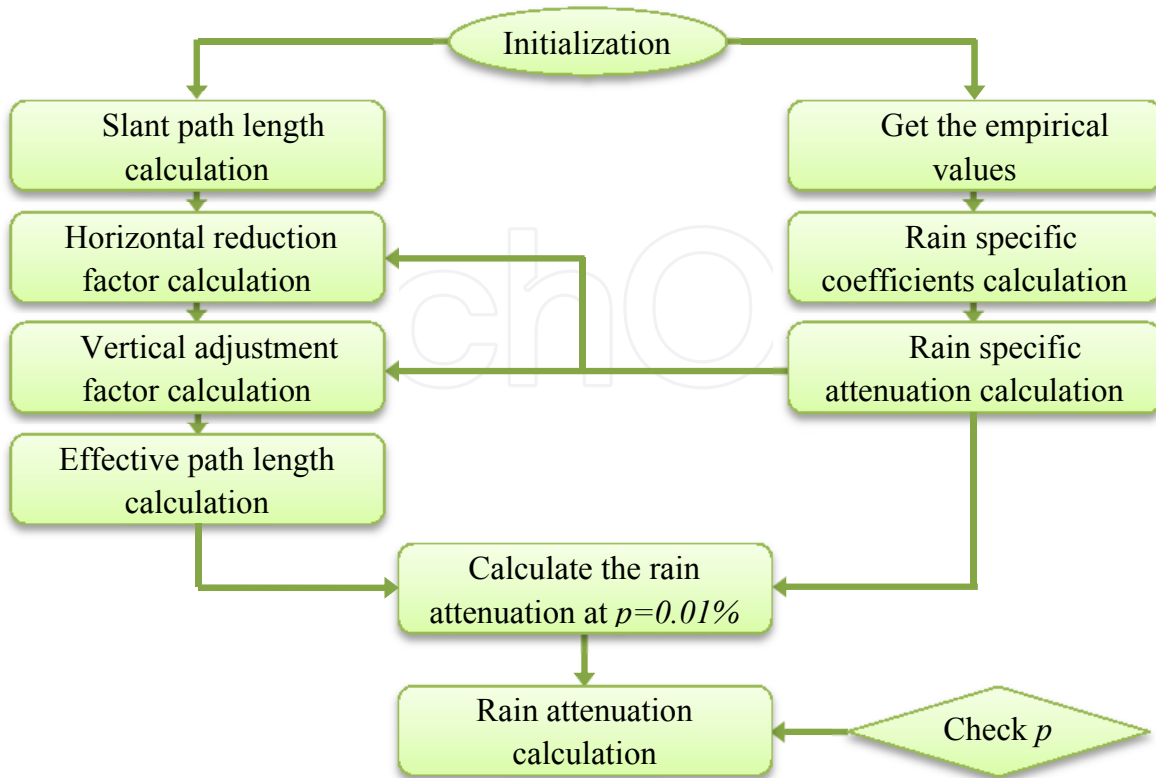 Initialization
Slant path length
calculation
Get the empirical
values
Horizontal reduction
factor calculation
Rain specific
coefficients calculation
Vertical adjustment
factor calculation
Rain specific
attenuation calculation
Effective path length
calculation
Calculate the rain
attenuation at p=0.01%
Rain attenuation
calculation
Check p
chO